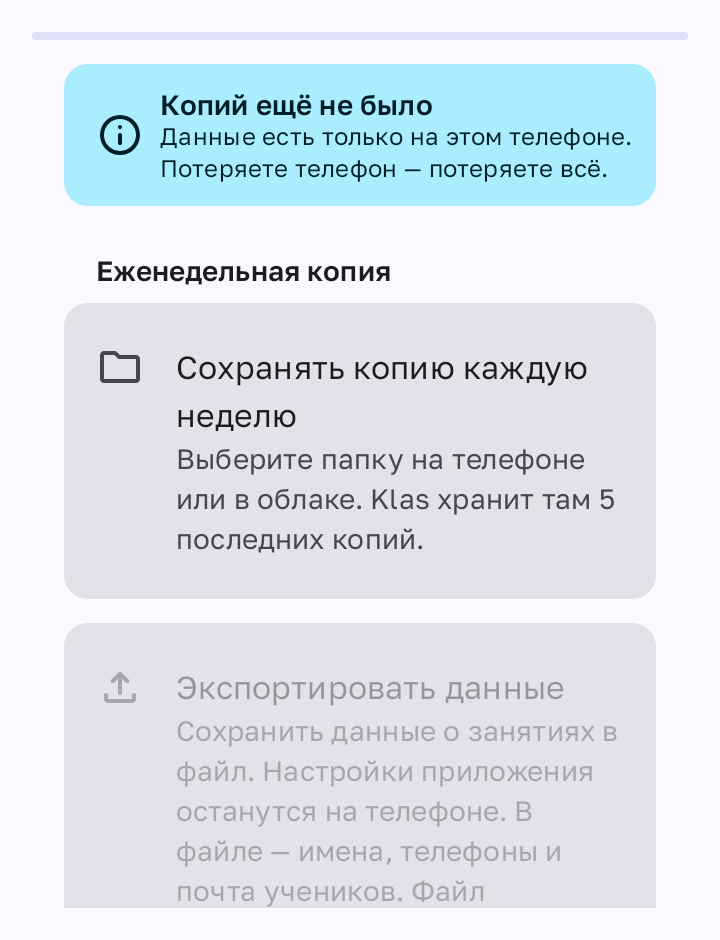 Копий ещё не было
Данные есть только на этом телефоне.
Потеряете телефон — потеряете всё.
Еженедельная копия
Сохранять копию каждую
неделю
Выберите папку на телефоне
или в облаке. Klas хранит там 5
последних копий.
Экспортировать данные
Сохранить данные о занятиях в
файл. Настройки приложения
останутся на телефоне. В
файле — имена, телефоны и
почта учеников. Файл